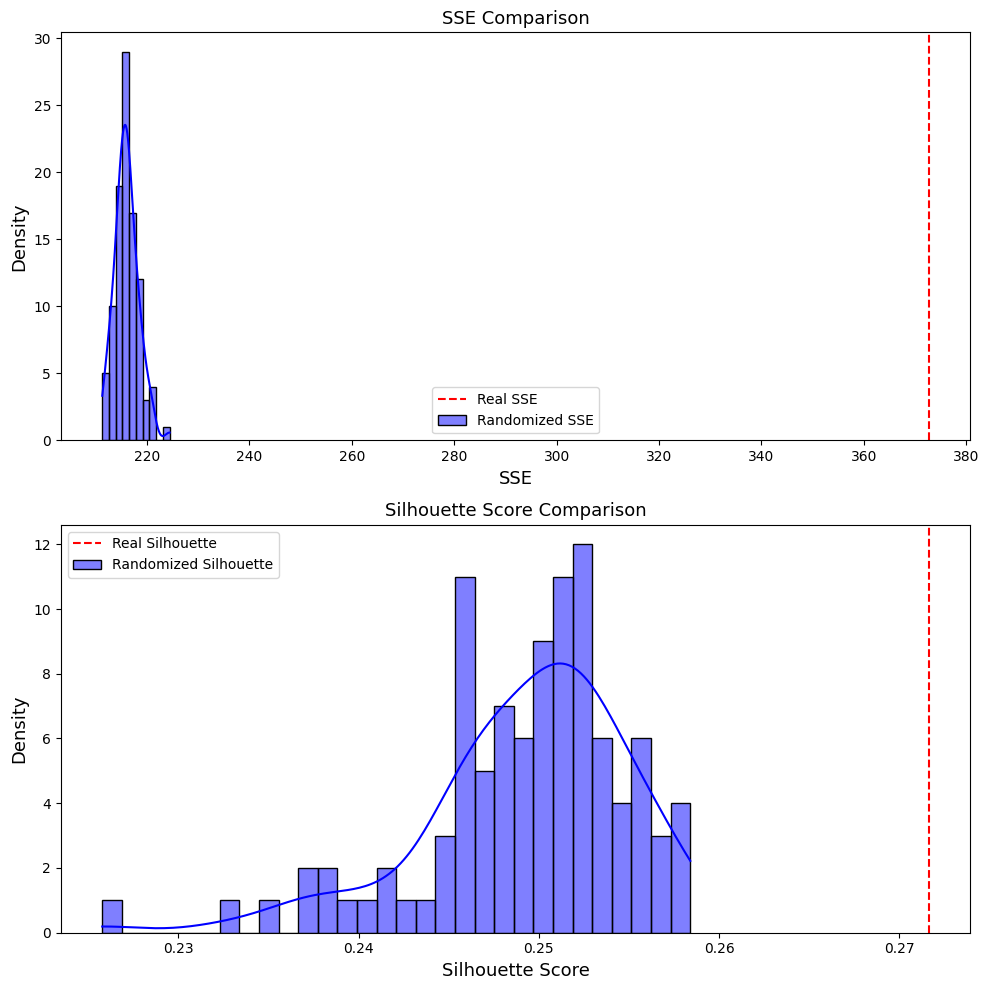 SSE Comparison
30
25
20
15
10
5
0
Density
Real SSE
Randomized SSE
220
240
260
280
300
320
340
360
380
SSE
Silhouette Score Comparison
Real Silhouette
Randomized Silhouette
12
10
8
6
4
2
0
Density
0.23
0.24
0.25
0.26
0.27
Silhouette Score